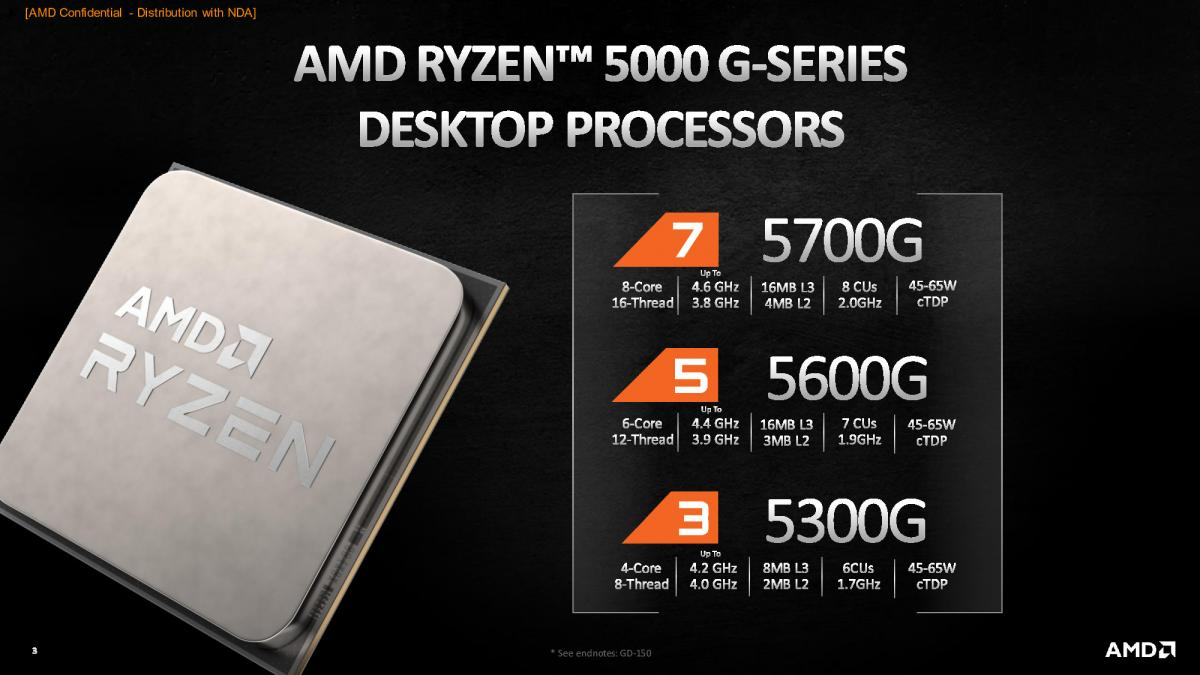 [AMD Confidential - Distribution with NDA]
AMD RYZEN™ 5000 G-SERIES
DESKTOP PROCESSORS
AMD
RYZEN
7 5700G
8-Core
16-Thread
Up To
4.6 GHz
3.8 GHz
16MB L3
4MB L2
8 CUs
2.0GHz
45-65W
cTDP
5 5600G
6-Core
12-Thread
Up To
4.4 GHz
3.9 GHz
16MB L3
3MB L2
7 CUs
1.9GHz
45-65W
cTDP
3 5300G
4-Core
8-Thread
Up To
4.2 GHz
4.0 GHz
8MB L3
2MB L2
6CUs
1.7GHz
45-65W
cTDP
3
* See endnotes: GD-150
AMD